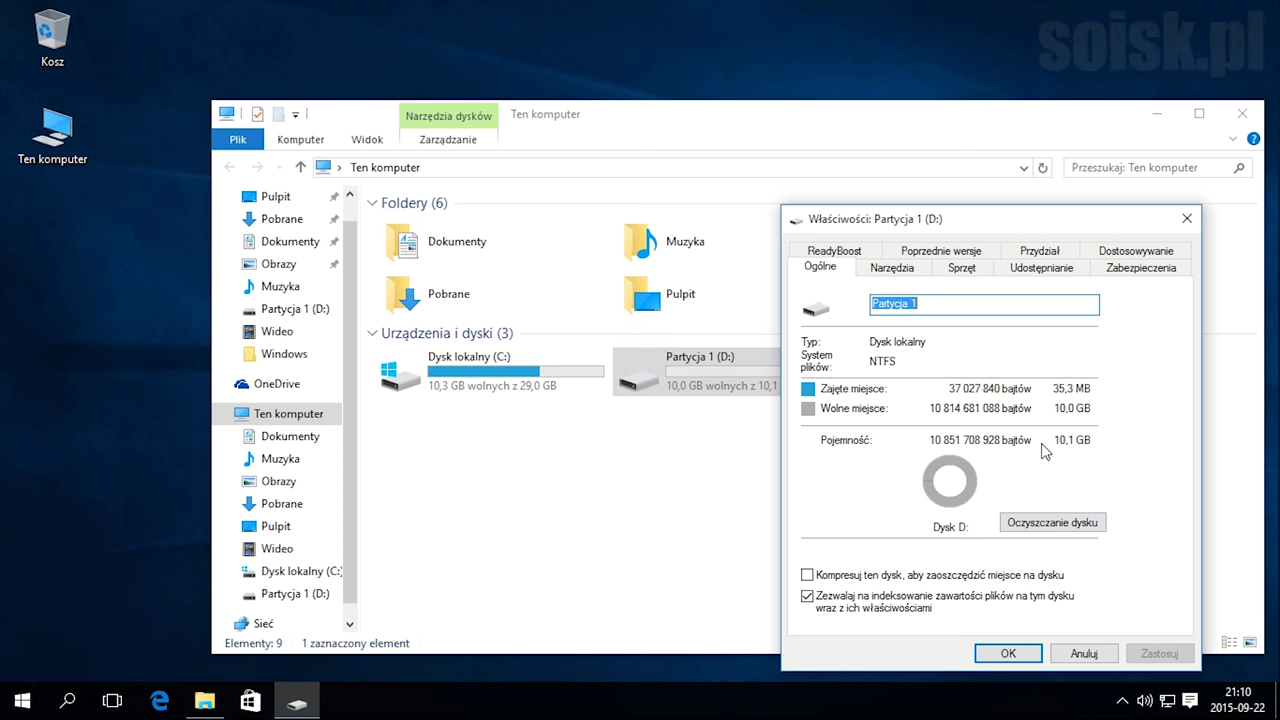 soisk.pl
Kosz
Ten komputer
Narzędzia dysków
Ten komputer
Plik
Komputer
Widok
Zarządzanie
Ten komputer
Przeszukaj: Ten komputer
Pulpit
Pobrane
Dokumenty
Obrazy
Muzyka
Partycja 1 (D:)
Wideo
Windows
OneDrive
Ten komputer
Dokumenty
Muzyka
Obrazy
Pobrane
Pulpit
Wideo
Dysk lokalny (C:)
Partycja 1 (D:)
Sieć
Foldery (6)
Dokumenty
Muzyka
Pobrane
Pulpit
Urządzenia i dyski (3)
Dysk lokalny (C:)
10,3 GB wolnych z 29,0 GB
Partycja 1 (D:)
10,0 GB wolnych z 10,1
Elementy: 9
1 zaznaczony element
Właściwości: Partycja 1 (D:)
ReadyBoost
Poprzednie wersje
Przydział
Dostosowywanie
Ogólne
Narzędzia
Sprzęt
Udostępnianie
Zabezpieczenia
Partycja 1
Typ: Dysk lokalny
System plików: NTFS
Zajęte miejsce: 37 027 840 bajtów 35,3 MB
Wolne miejsce: 10 814 681 088 bajtów 10,0 GB
Pojemność: 10 851 708 928 bajtów 10,1 GB
Dysk D:
Oczyszczanie dysku
Kompresuj ten dysk, aby zaoszczędzić miejsce na dysku
Zezwalaj na indeksowanie zawartości plików na tym dysku
wraz z ich właściwościami
OK
Anuluj
Zastosuj
21:10
2015-09-22